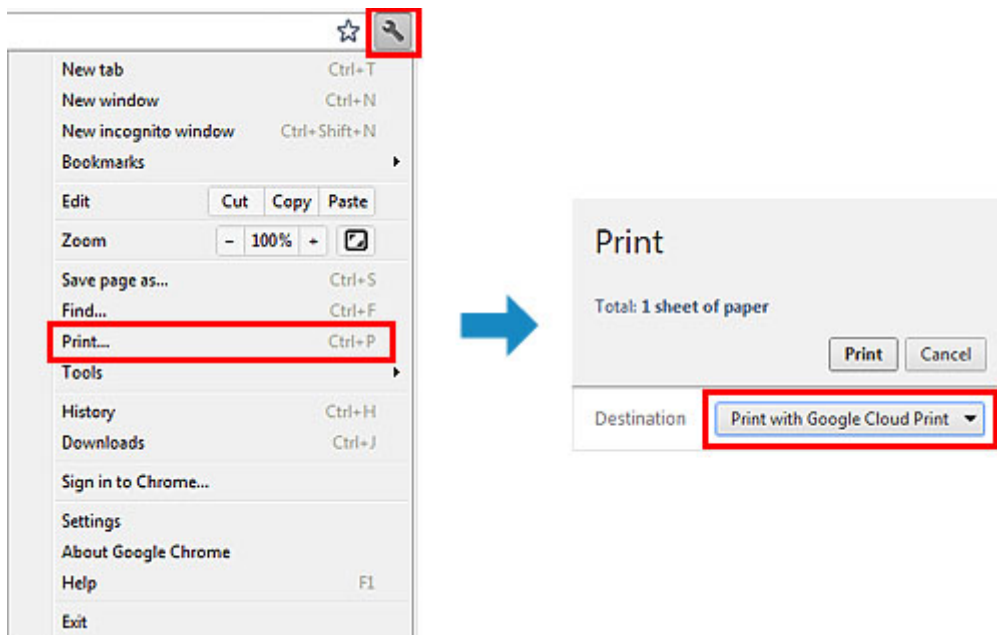 New tab Ctrl+T
New window Ctrl+N
New incognito window Ctrl+Shift+N
Bookmarks
Edit Cut Copy Paste
Zoom - 100% +
Save page as... Ctrl+S
Find... Ctrl+F
Print... Ctrl+P
Tools
History Ctrl+H
Downloads Ctrl+J
Sign in to Chrome...
Settings
About Google Chrome
Help F1
Exit
Print
Total: 1 sheet of paper
Print Cancel
Destination Print with Google Cloud Print